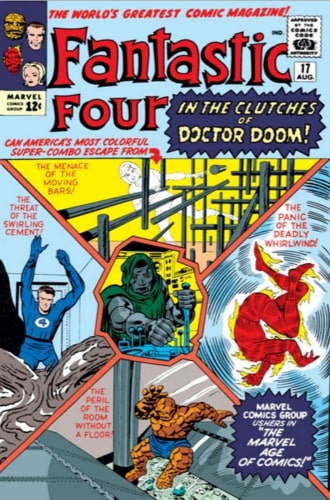 THE WORLD'S GREATEST COMIC MAGAZINE!
Fantastic
Four
IND.
APPROVED
BY THE
COMICS
CODE
AUTHORITY
MARVEL
COMICS
GROUP
12¢
17
AUG.
IN THE CLUTCHES
OF
DOCTOR DOOM!
CAN AMERICA'S MOST COLORFUL
SUPER-COMBO ESCAPE FROM
THE MENACE
OF THE
MOVING
BARS!
THE
THREAT
OF THE
SWIRLING
CEMENT!
THE
PANIC
OF THE
DEADLY
WHIRLWIND!
4
THE
PERIL
OF THE
ROOM
WITHOUT
A FLOOR!
MARVEL
COMICS GROUP
USHERS IN
"THE
MARVEL
AGE OF
COMICS!"